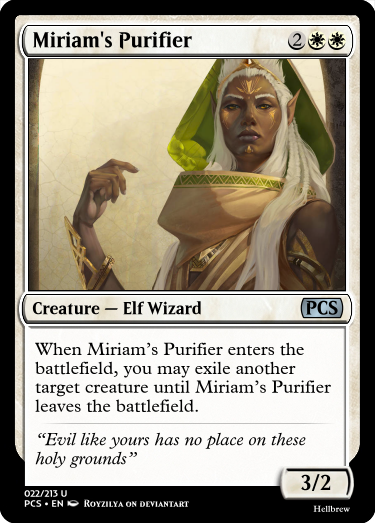 Miriam's Purifier 2
Creature — Elf Wizard PCS
When Miriam's Purifier enters the
battlefield, you may exile another
target creature until Miriam's Purifier
leaves the battlefield.
“Evil like yours has no place on these
holy grounds”
3/2
022/213 U
PCS • EN Royzilya on deviantart
Hellbrew